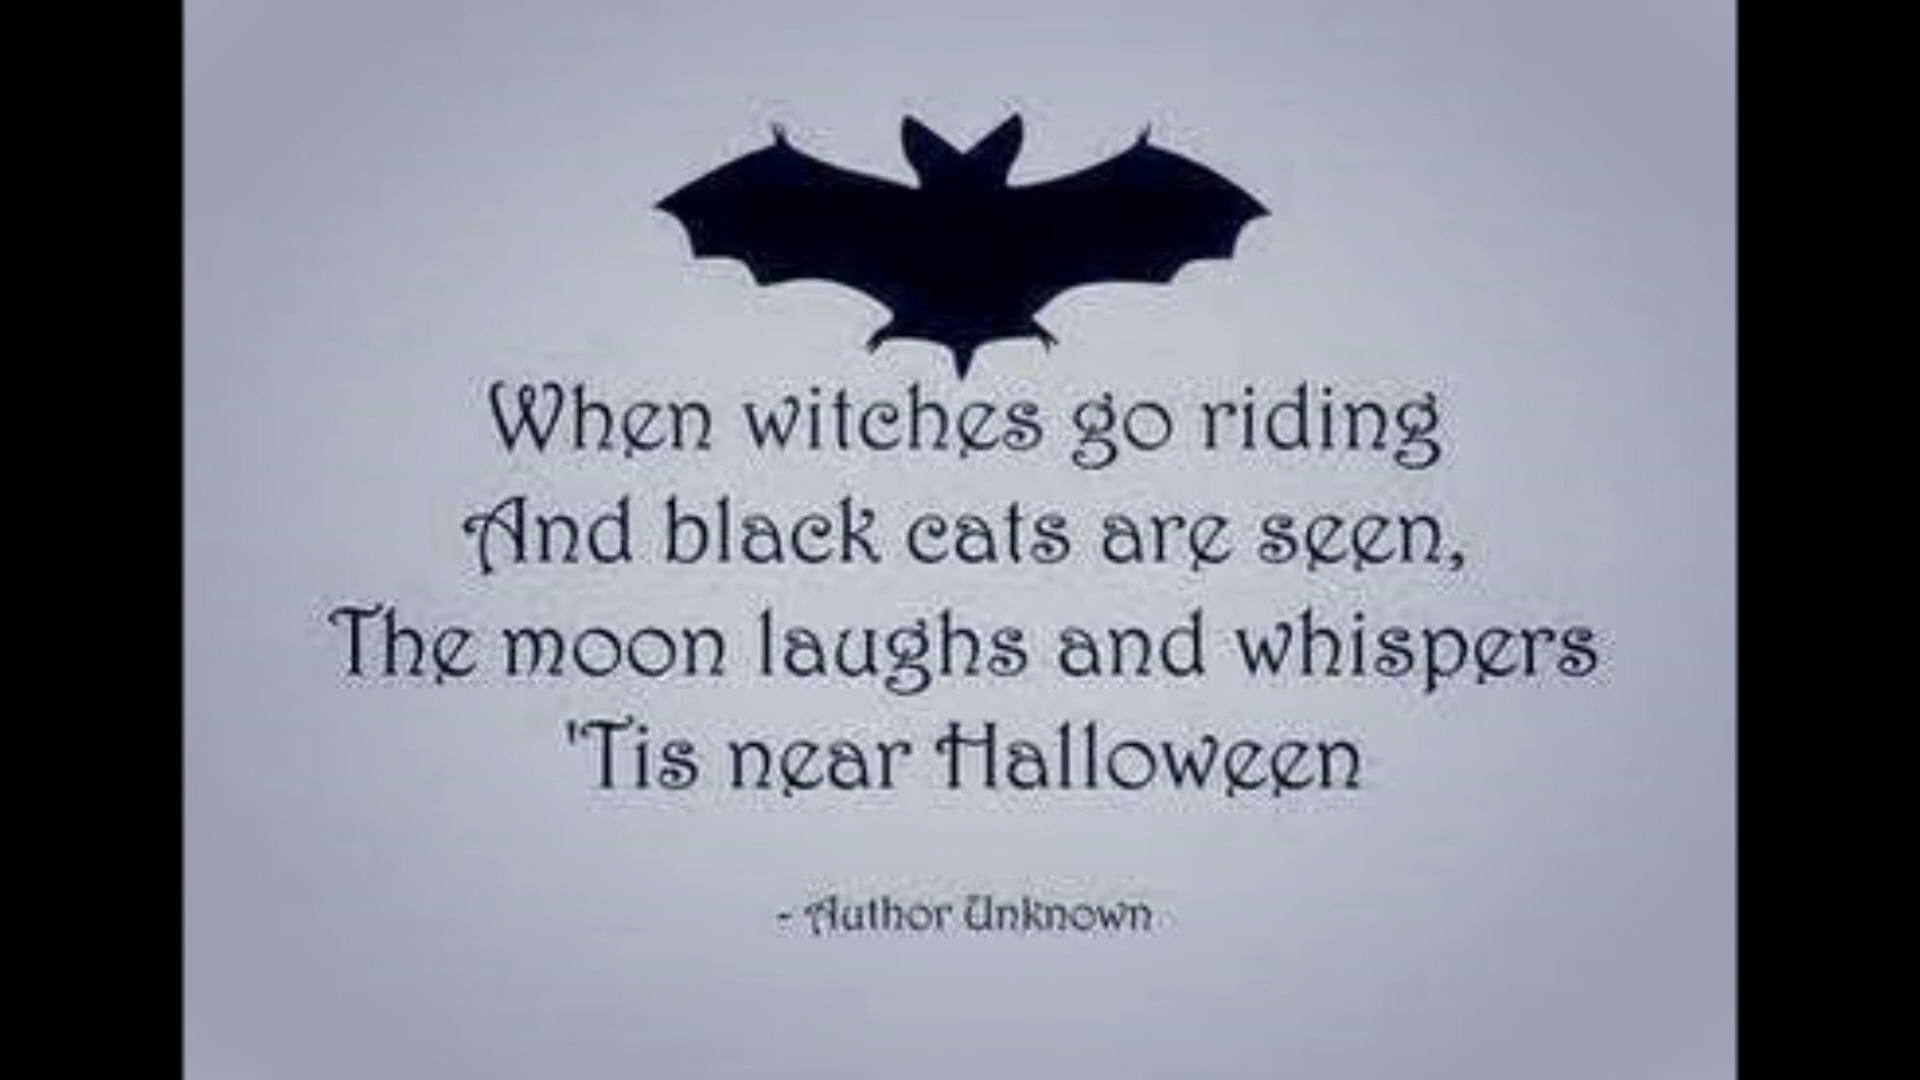 When witches go riding
And black cats are seen,
The moon laughs and whispers
'Tis near Halloween
- Author Unknown